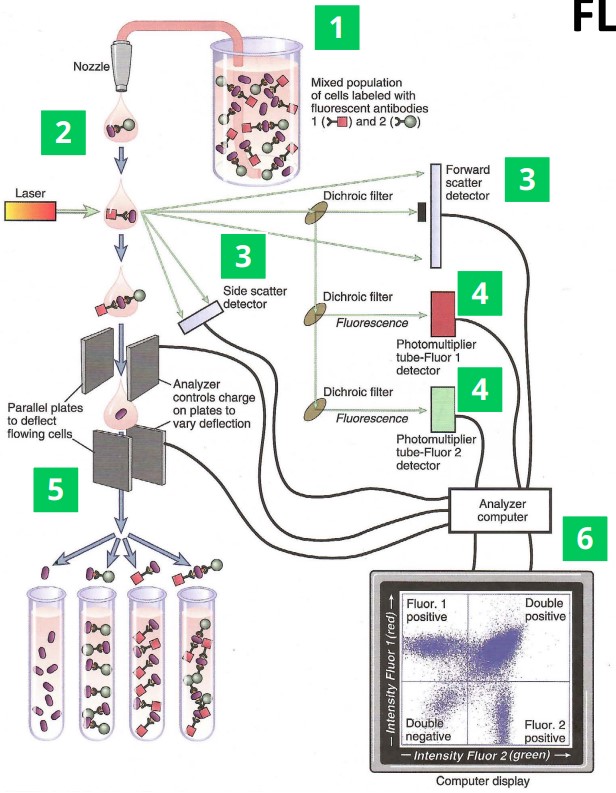 FL
1
Nozzle
Mixed population
of cells labeled with
fluorescent antibodies
1 ( ) and 2 ( )
2
Laser
Dichroic filter
Forward
scatter
detector
3
3
Side scatter
detector
Dichroic filter
Fluorescence
4
Photomultiplier
tube-Fluor 1
detector
Analyzer
controls charge
on plates to
vary deflection
Parallel plates
to deflect
flowing cells
Dichroic filter
Fluorescence
4
Photomultiplier
tube-Fluor 2
detector
5
Analyzer
computer
6
Fluor. 1
positive
Double
positive
Double
negative
Fluor. 2
positive
Intensity Fluor 1(red)
Intensity Fluor 2(green)
Computer display